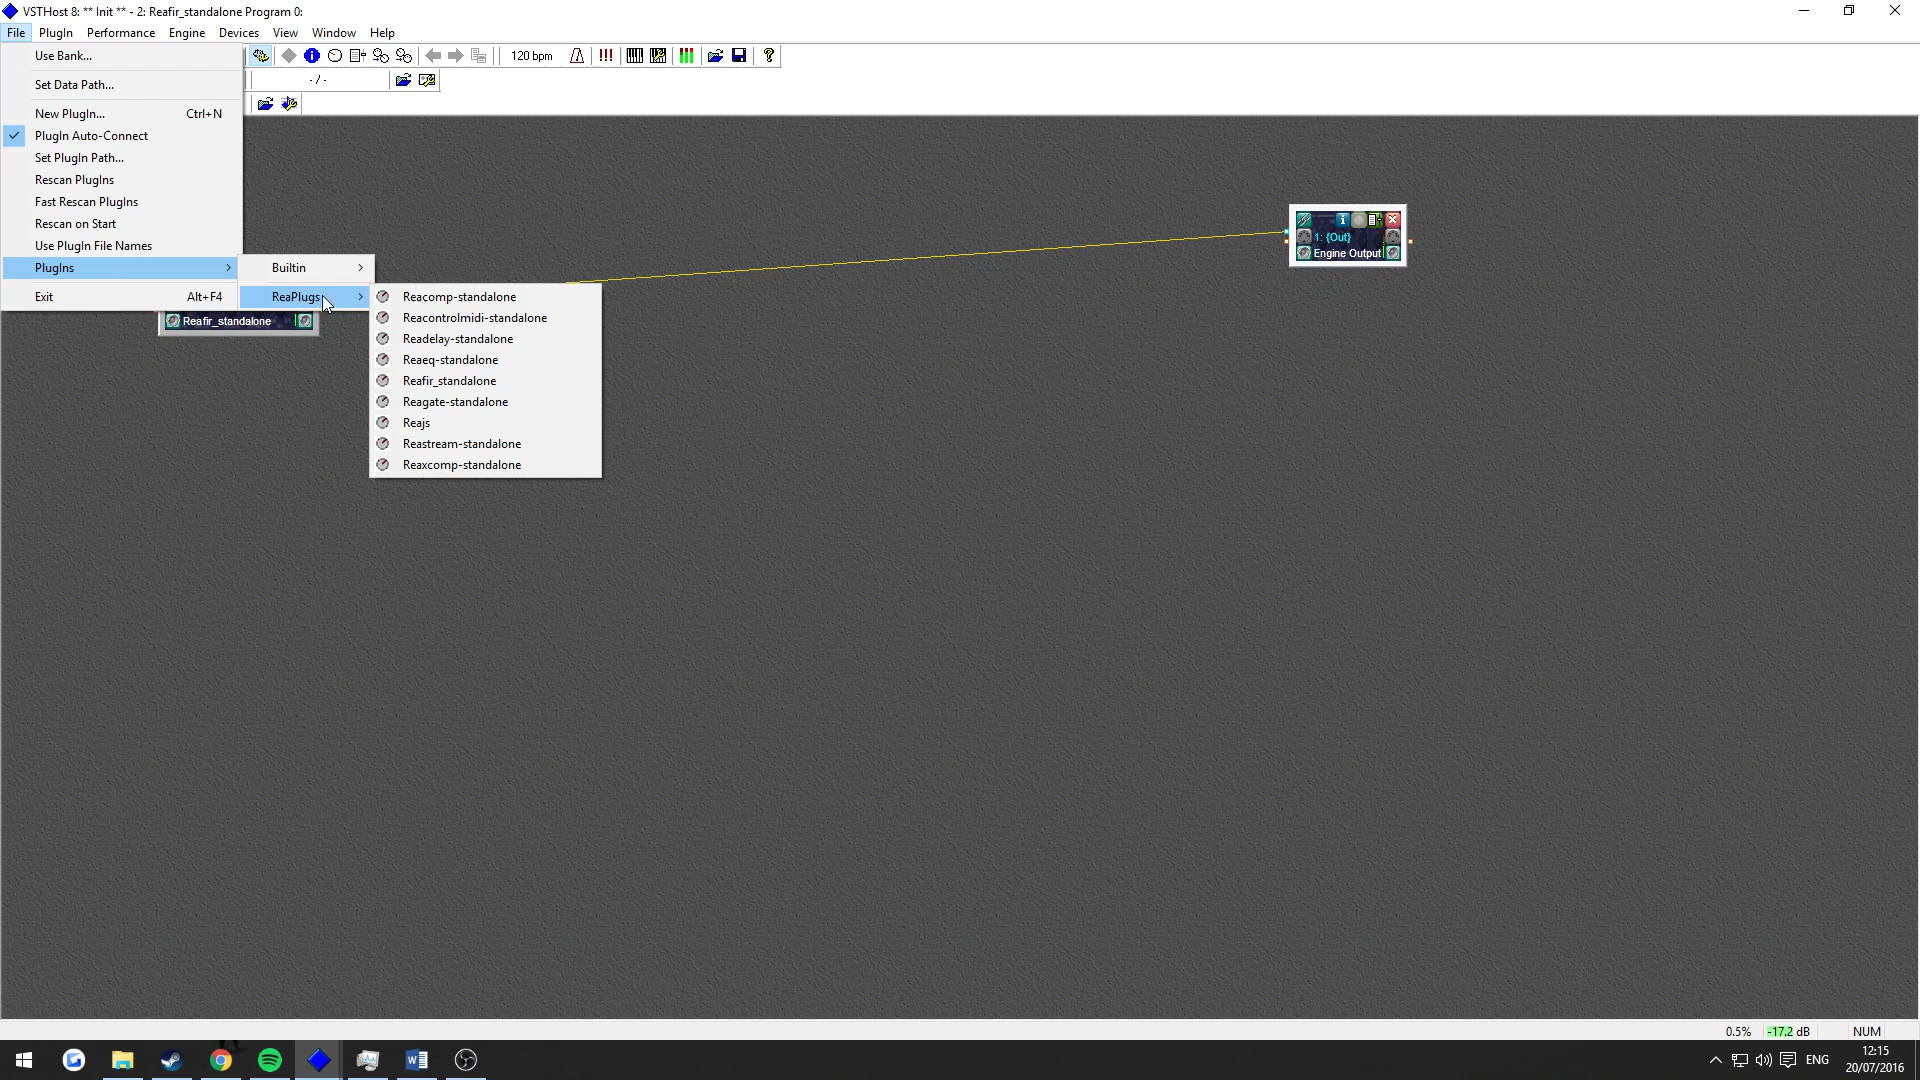 VSTHost 8: ** Init ** - 2: Reafir_standalone Program 0:
File PlugIn Performance Engine Devices View Window Help
Use Bank...
120 bpm
Set Data Path...
- / -
New PlugIn... Ctrl+N
PlugIn Auto-Connect
Set PlugIn Path...
Rescan PlugIns
Fast Rescan PlugIns
Rescan on Start
Use PlugIn File Names
PlugIns
Exit Alt+F4
Builtin
ReaPlugs
Reacomp-standalone
Reacontrolmidi-standalone
Readelay-standalone
Reaeq-standalone
Reafir_standalone
Reagate-standalone
Reajs
Reastream-standalone
Reaxcomp-standalone
Reafir_standalone
1: {Out}
Engine Output
0.5% -17.2 dB NUM
ENG
12:15
20/07/2016